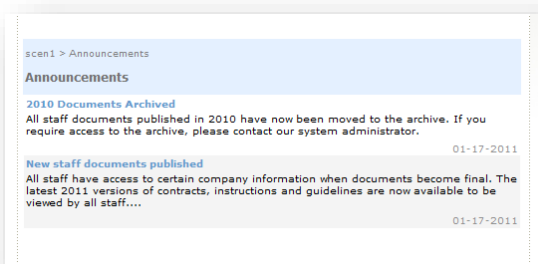 scen1 > Announcements
Announcements
2010 Documents Archived
All staff documents published in 2010 have now been moved to the archive. If you
require access to the archive, please contact our system administrator.
01-17-2011
New staff documents published
All staff have access to certain company information when documents become final. The
latest 2011 versions of contracts, instructions and guidelines are now available to be
viewed by all staff....
01-17-2011